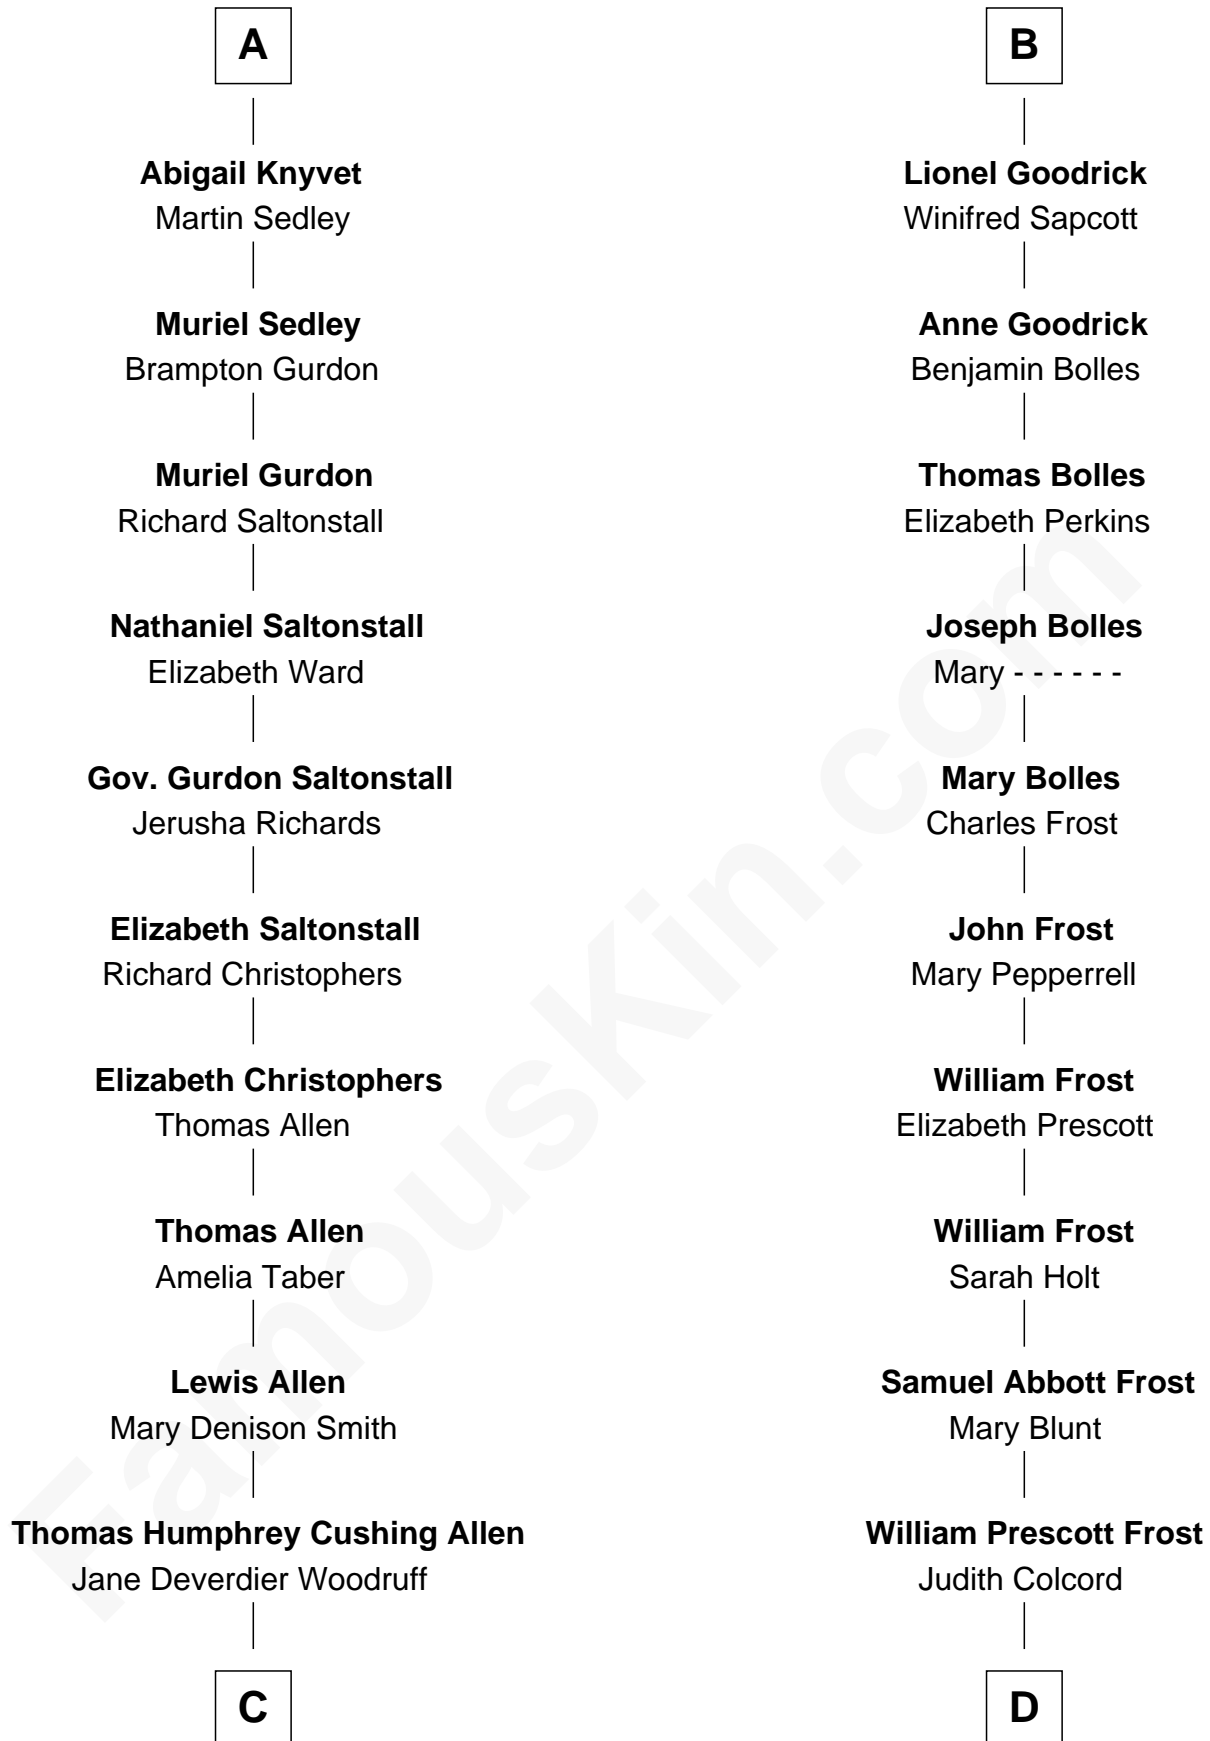 A
Abigail Knyvet
Martin Sedley
Muriel Sedley
Brampton Gurdon
Muriel Gurdon
Richard Saltonstall
Nathaniel Saltonstall
Elizabeth Ward
Gov. Gurdon Saltonstall
Jerusha Richards
Elizabeth Saltonstall
Richard Christophers
Elizabeth Christophers
Thomas Allen
Thomas Allen
Amelia Taber
Lewis Allen
Mary Denison Smith
Thomas Humphrey Cushing Allen
Jane Deverdier Woodruff
C
B
Lionel Goodrick
Winifred Sapcott
Anne Goodrick
Benjamin Bolles
Thomas Bolles
Elizabeth Perkins
Joseph Bolles
Mary - - - - - -
Mary Bolles
Charles Frost
John Frost
Mary Pepperrell
William Frost
Elizabeth Prescott
William Frost
Sarah Holt
Samuel Abbott Frost
Mary Blunt
William Prescott Frost
Judith Colcord
D
FamousKin.com